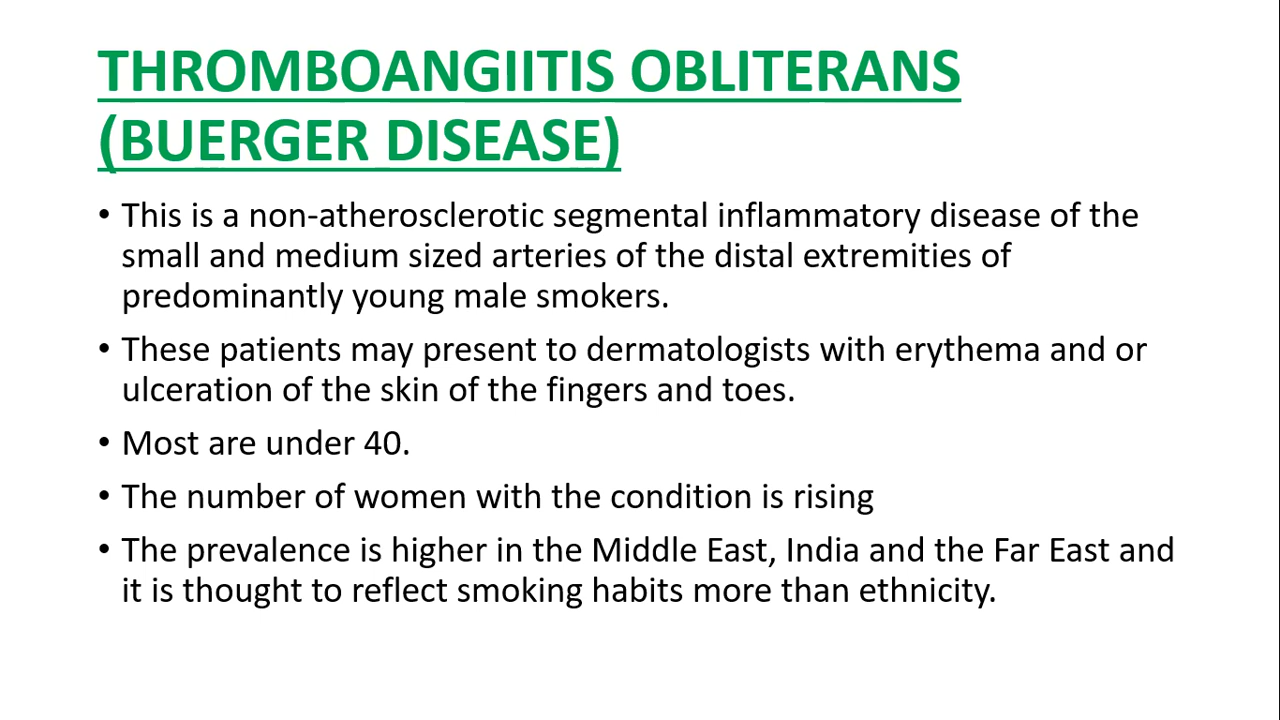 THROMBOANGIITIS OBLITERANS
(BUERGER DISEASE)
• This is a non-atherosclerotic segmental inflammatory disease of the
small and medium sized arteries of the distal extremities of
predominantly young male smokers.
• These patients may present to dermatologists with erythema and or
ulceration of the skin of the fingers and toes.
• Most are under 40.
• The number of women with the condition is rising
• The prevalence is higher in the Middle East, India and the Far East and
it is thought to reflect smoking habits more than ethnicity.